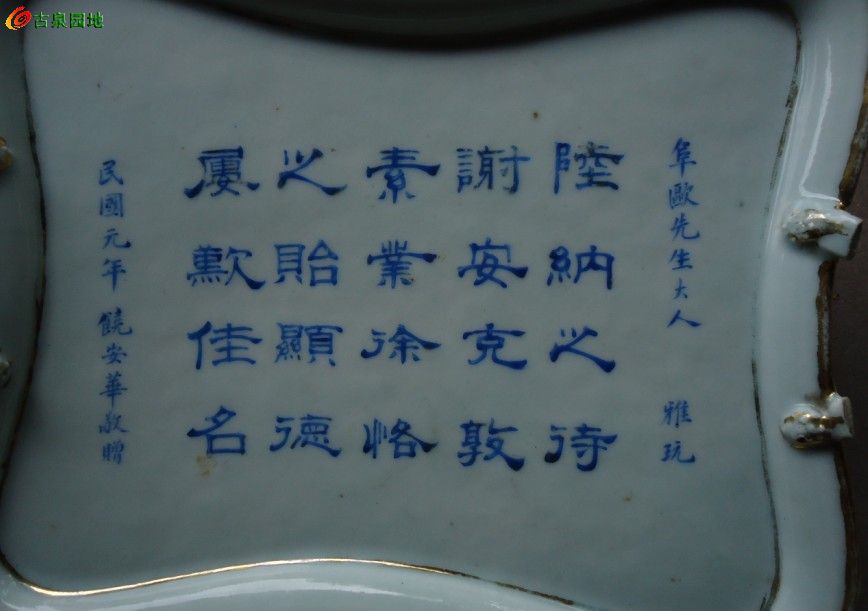 古泉园地
阜歐先生大人 雅玩
陸納之待
謝安克敦
素業徐恪
之貽顯德
屢歎佳名
民國元年 饒安華敬贈